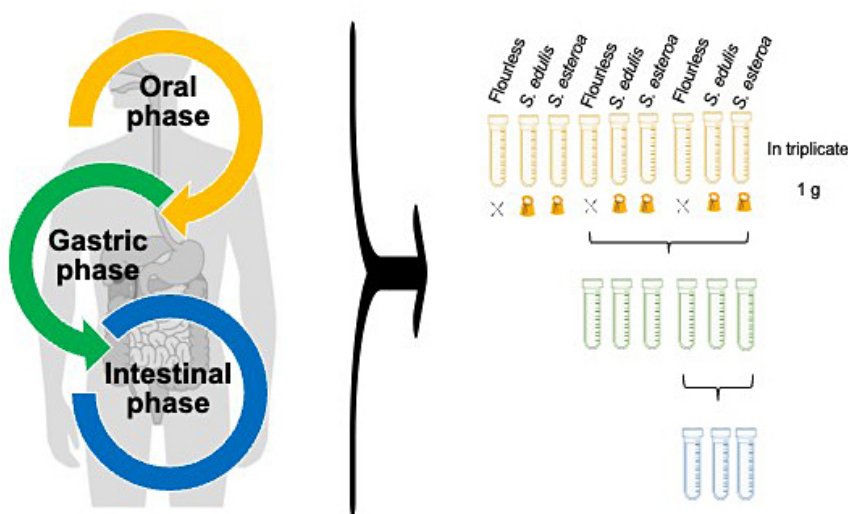 Oral
phase
Gastric
phase
Intestinal
phase
Flourless
S. edulis
S. esteroa
Flourless
S. edulis
S. esteroa
Flourless
S. edulis
S. esteroa
In triplicate
1 g